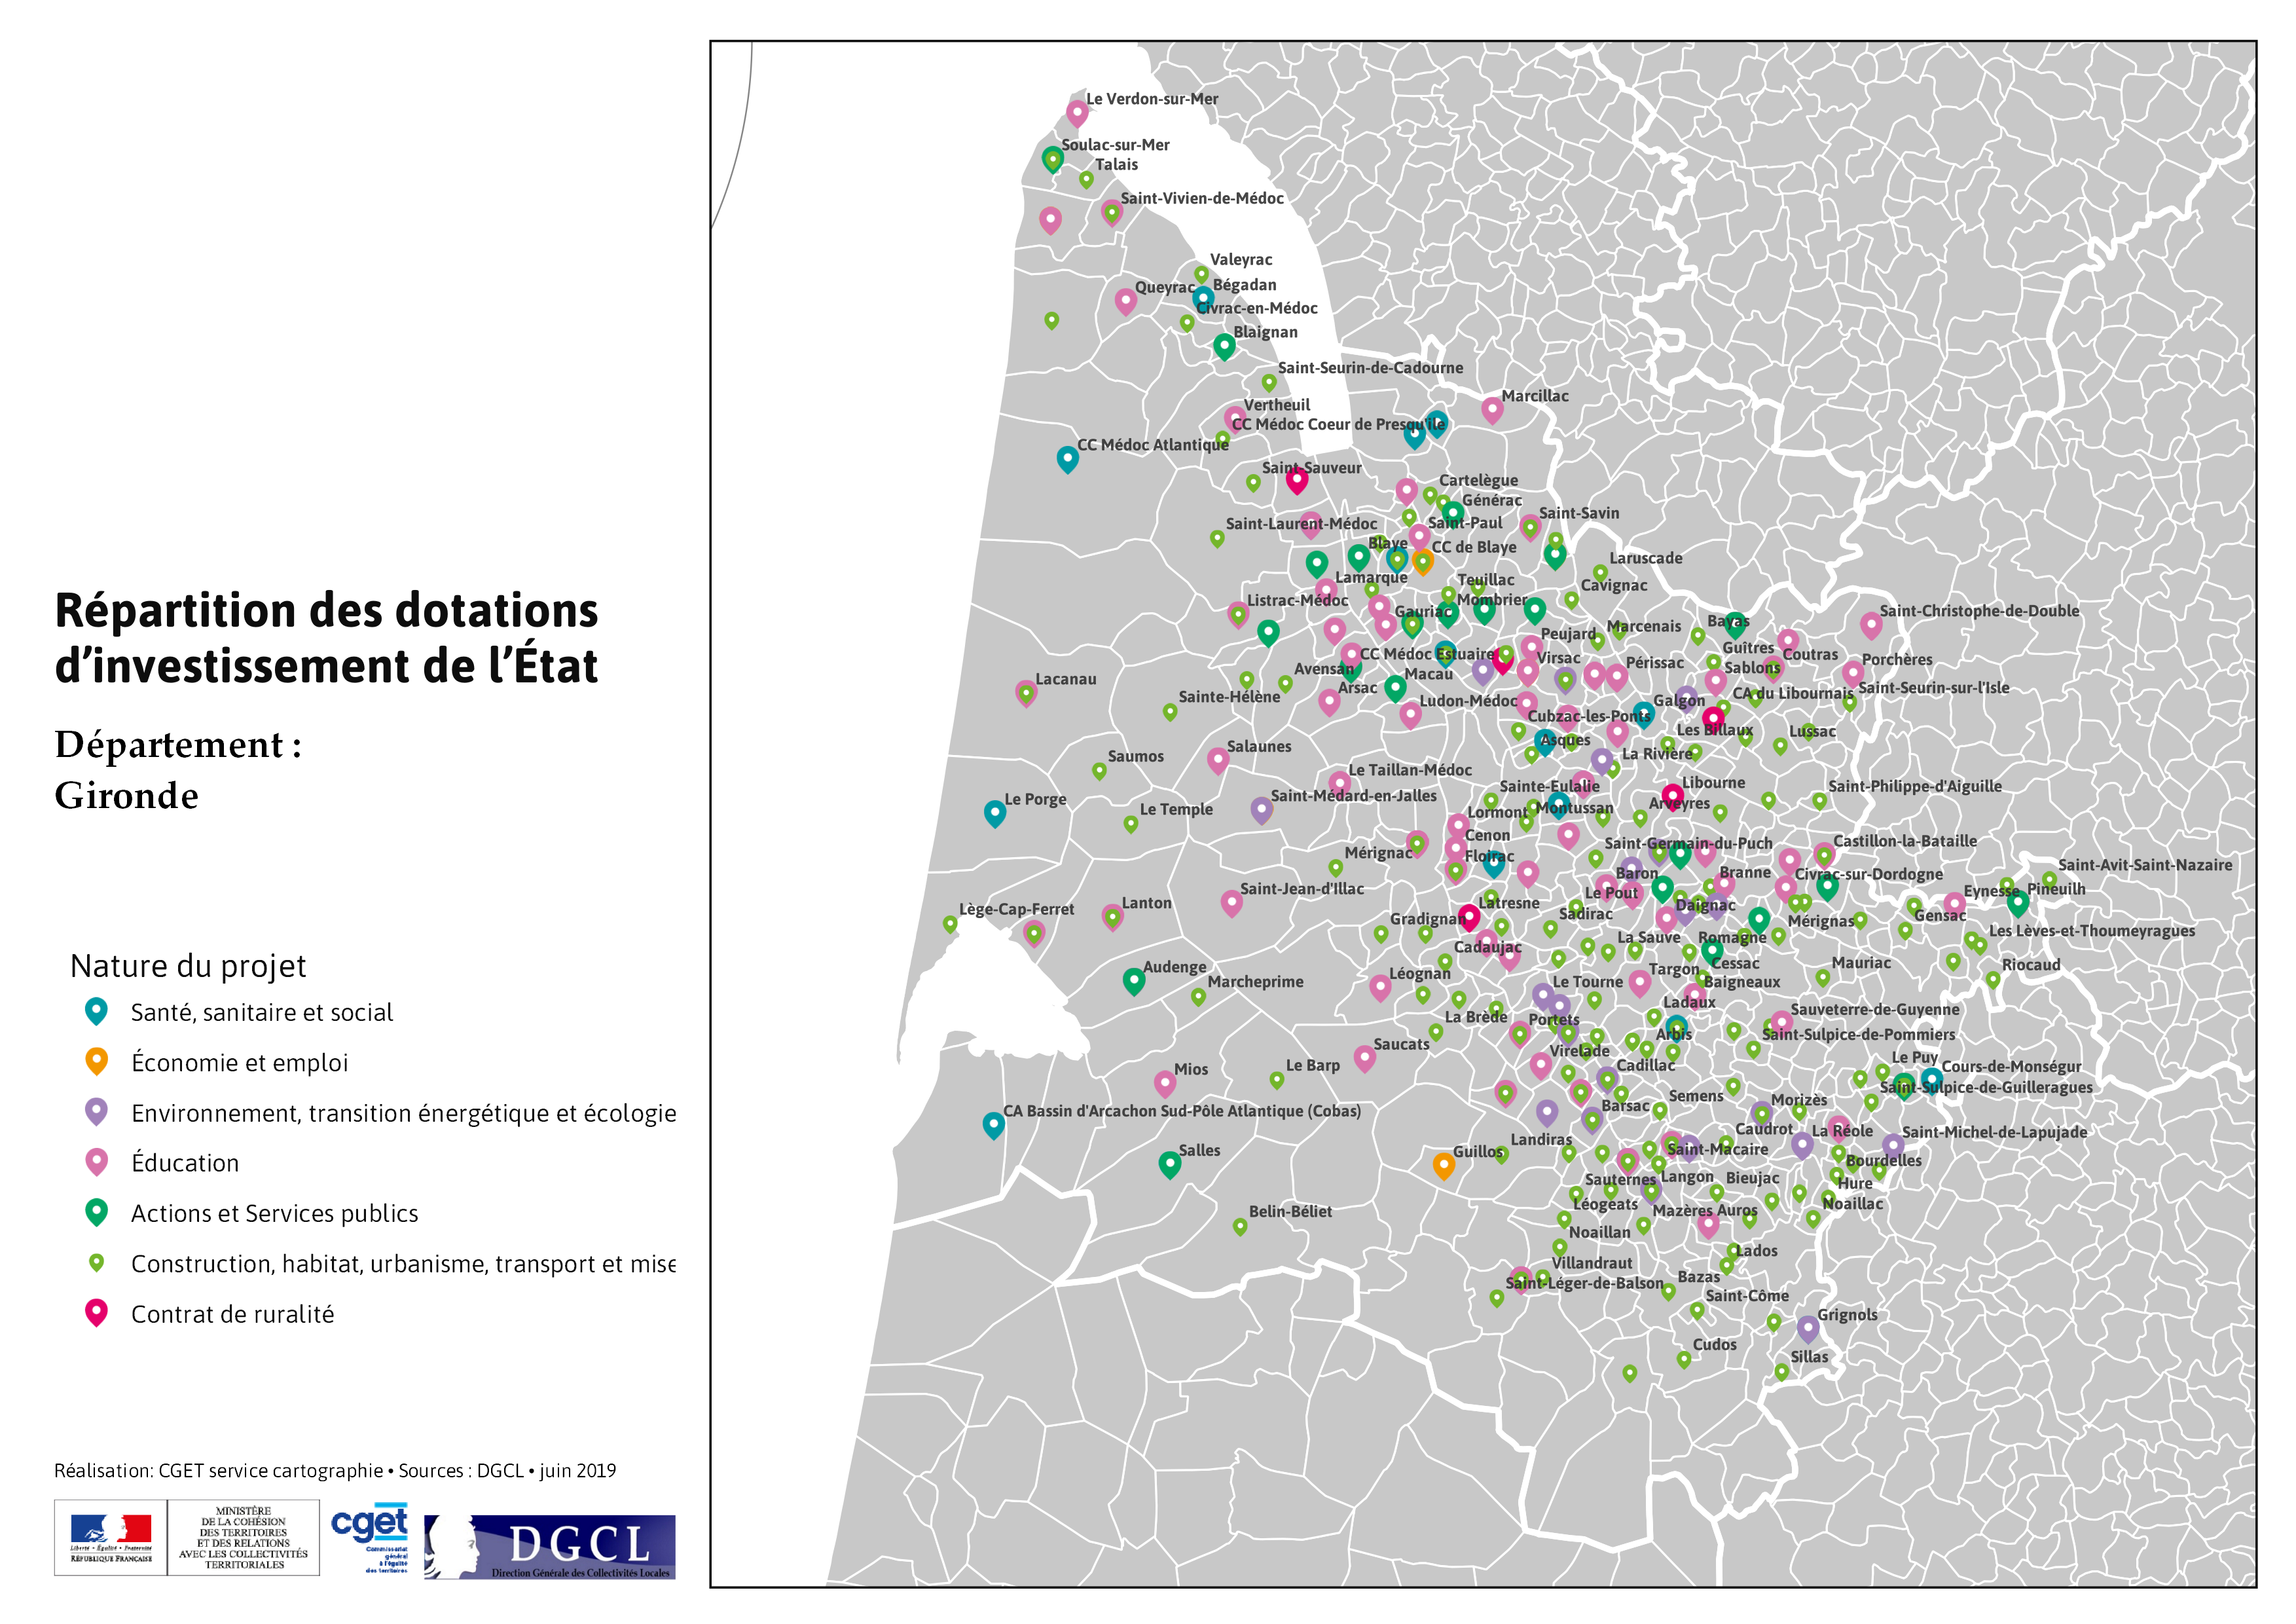 Répartition des dotations
d'investissement de l'État
Département :
Gironde
Nature du projet
Santé, sanitaire et social
Économie et emploi
Environnement, transition énergétique et écologie
Éducation
Actions et Services publics
Construction, habitat, urbanisme, transport et mise
Contrat de ruralité
Réalisation: CGET service cartographie • Sources : DGCL • juin 2019
Liberté • Égalité • Fraternité
RÉPUBLIQUE FRANÇAISE
MINISTÈRE
DE LA COHÉSION
DES TERRITOIRES
ET DES RELATIONS
AVEC LES COLLECTIVITÉS
TERRITORIALES
cget
Commissariat
général
à l'égalité
des territoires
DGCL
Direction Générale des Collectivités Locales
Le Verdon-sur-Mer
Soulac-sur-Mer
Talais
Saint-Vivien-de-Médoc
Valeyrac
Queyrac
Bégadan
Civrac-en-Médoc
Blaignan
Saint-Seurin-de-Cadourne
Marcillac
Vertheuil
CC Médoc Coeur de Presqu'île
CC Médoc Atlantique
Saint-Sauveur
Cartelègue
Générac
Saint-Laurent-Médoc
Saint-Paul
Saint-Savin
Blaye
CC de Blaye
Laruscade
Lamarque
Teuillac
Cavignac
Listrac-Médoc
Mombrier
Gauriac
Saint-Christophe-de-Double
Bayas
Marcenais
Peujard
Guîtres
Coutras
CC Médoc Estuaire
Virsac
Périssac
Sablons
Porchères
Avensan
Macau
Lacanau
Arsac
Saint-Seurin-sur-l'Isle
Sainte-Hélène
CA du Libournais
Ludon-Médoc
Galgon
Cubzac-les-Ponts
Les Billaux
Lussac
Asques
Salaunes
La Rivière
Saumos
Le Taillan-Médoc
Libourne
Sainte-Eulalie
Saint-Philippe-d'Aiguille
Saint-Médard-en-Jalles
Le Porge
Arveyres
Le Temple
Lormont
Montussan
Cenon
Saint-Germain-du-Puch
Castillon-la-Bataille
Mérignac
Floirac
Saint-Avit-Saint-Nazaire
Baron
Branne
Civrac-sur-Dordogne
Saint-Jean-d'Illac
Le Pout
Eynesse
Pineuilh
Lanton
Latresne
Daignac
Lège-Cap-Ferret
Sadirac
Gensac
Gradignan
Mérignas
Les Lèves-et-Thoumeyragues
La Sauve
Romagne
Cadaujac
Audenge
Targon
Cessac
Mauriac
Riocaud
Léognan
Marcheprime
Le Tourne
Baigneaux
Ladaux
Sauveterre-de-Guyenne
La Brède
Portets
Arbis
Saint-Sulpice-de-Pommiers
Saucats
Virelade
Le Puy
Le Barp
Cadillac
Cours-de-Monségur
Mios
Saint-Sulpice-de-Guilleragues
Semens
Morizès
Barsac
CA Bassin d'Arcachon Sud-Pôle Atlantique (Cobas)
Caudrot
La Réole
Saint-Michel-de-Lapujade
Landiras
Salles
Guillos
Saint-Macaire
Bourdelles
Sauternes
Langon
Bieujac
Hure
Léogeats
Noaillac
Belin-Béliet
Mazères
Auros
Noaillan
Lados
Villandraut
Bazas
Saint-Léger-de-Balson
Saint-Côme
Grignols
Cudos
Sillas